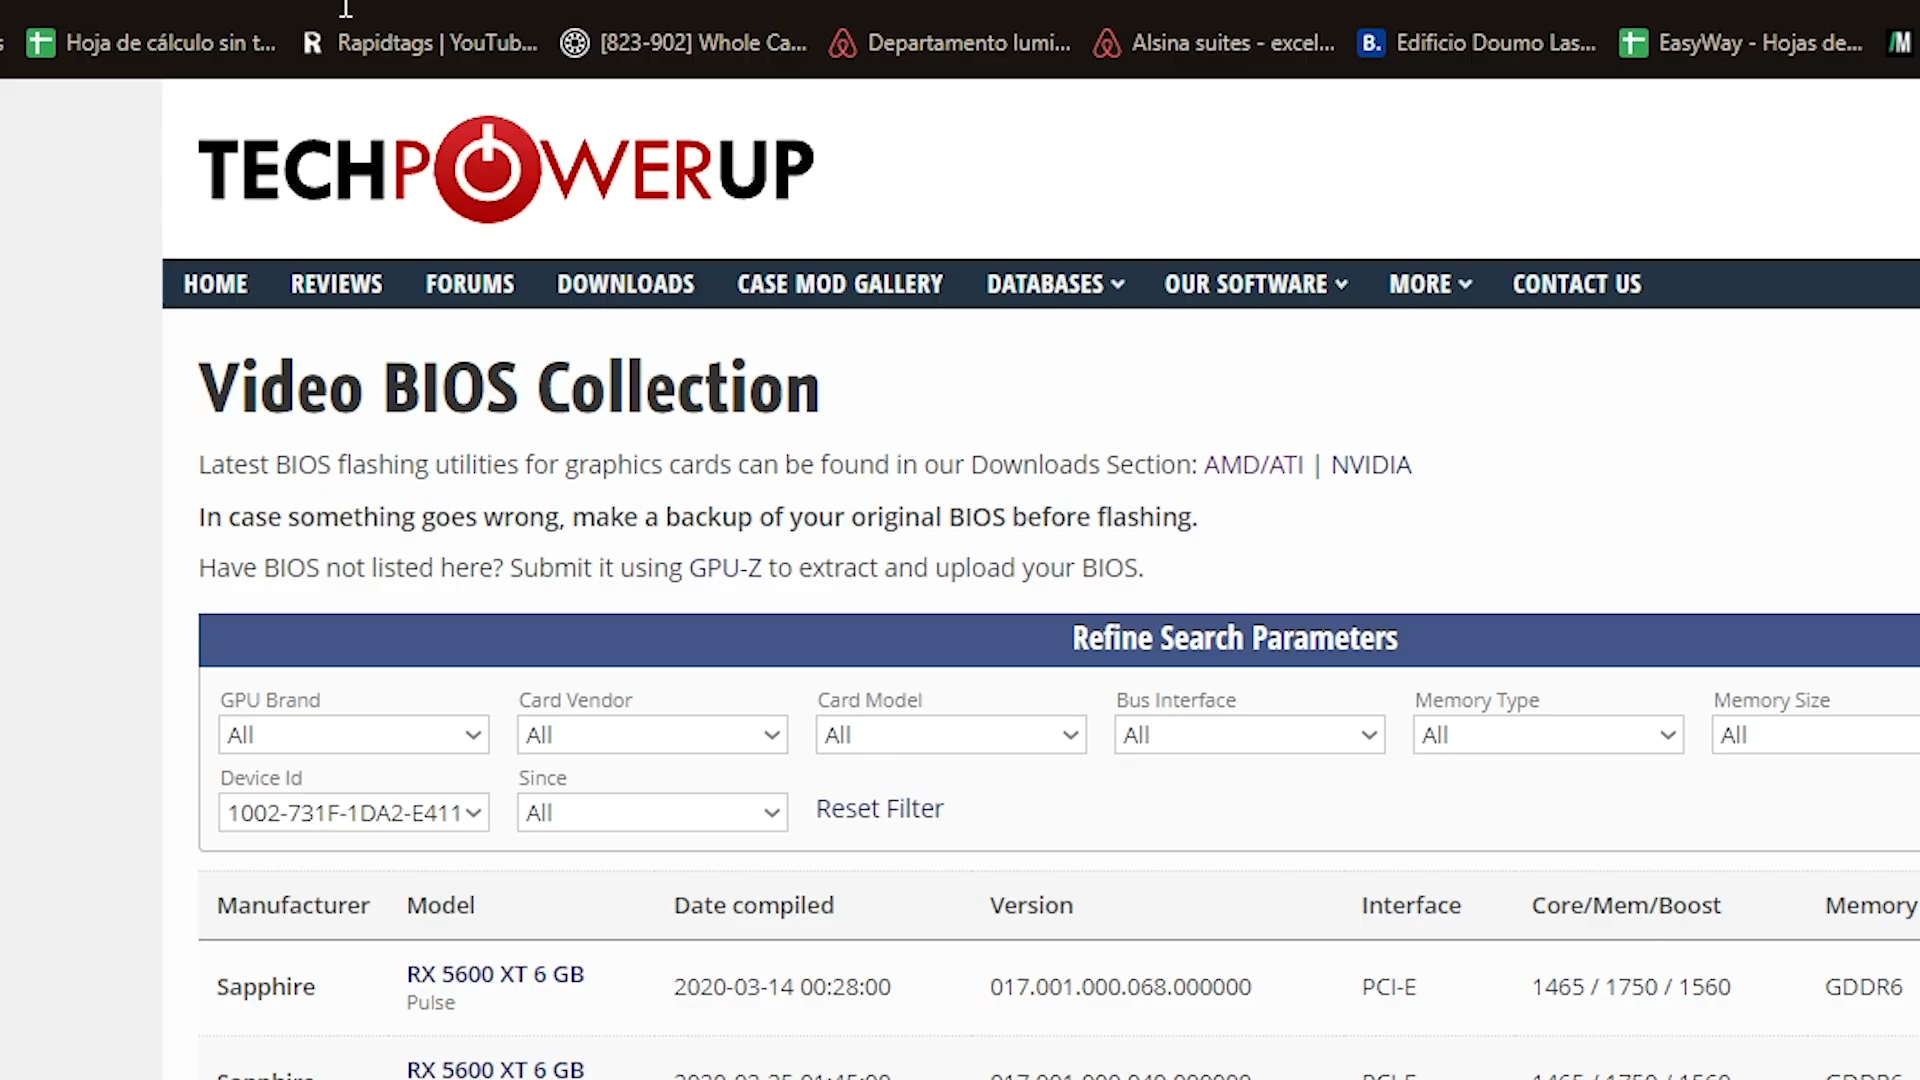 Hoja de cálculo sin t... Rapidtags | YouTub... [823-902] Whole Ca... Departamento lumi... Alsina suites - excel... B. Edificio Doumo Las... EasyWay - Hojas de...
TECHPOWERUP
HOME REVIEWS FORUMS DOWNLOADS CASE MOD GALLERY DATABASES OUR SOFTWARE MORE CONTACT US
Video BIOS Collection
Latest BIOS flashing utilities for graphics cards can be found in our Downloads Section: AMD/ATI | NVIDIA
In case something goes wrong, make a backup of your original BIOS before flashing.
Have BIOS not listed here? Submit it using GPU-Z to extract and upload your BIOS.
Refine Search Parameters
GPU Brand Card Vendor Card Model Bus Interface Memory Type Memory Size
All All All All All All
Device Id Since
1002-731F-1DA2-E411 All Reset Filter
Manufacturer Model Date compiled Version Interface Core/Mem/Boost Memory
Sapphire RX 5600 XT 6 GB 2020-03-14 00:28:00 017.001.000.068.000000 PCI-E 1465 / 1750 / 1560 GDDR6
Pulse
RX 5600 XT 6 GB